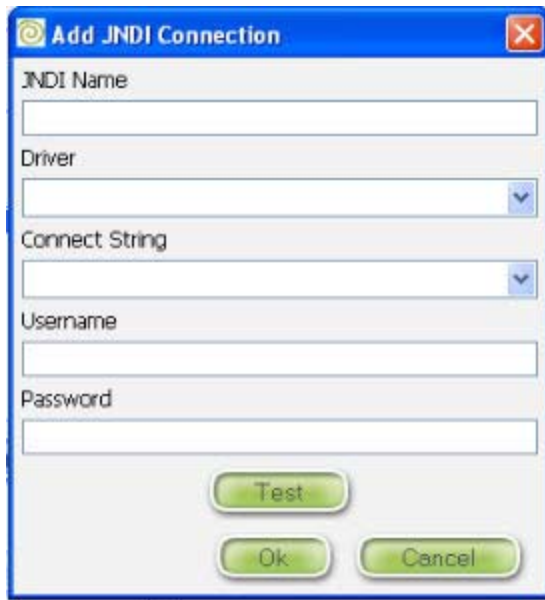 Add JNDI Connection
JNDI Name
Driver
Connect String
Username
Password
Test
Ok Cancel